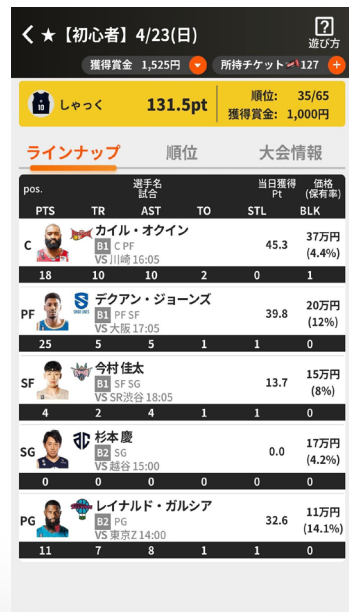 ★【初心者】4/23(日)
?
遊び方
獲得賞金 1,525円
所持チケット 127 +
10
しゃっく
131.5pt
順位: 35/65
獲得賞金: 1,000円
ラインナップ 順位 大会情報
pos. 選手名 当日獲得 価格
試合 Pt (保有率)
PTS TR AST TO STL BLK
カイル・オクイン
C B1 C PF 45.3 37万円
VS 川崎 16:05 (4.4%)
18 10 10 2 0 1
デクアン・ジョーンズ
PF B1 PF SF 39.8 20万円
VS 大阪 17:05 (12%)
25 5 5 1 1 0
今村 佳太
SF B1 SF SG 13.7 15万円
VS SR渋谷 18:05 (8%)
4 2 4 1 1 0
杉本 慶
SG B2 SG 0.0 17万円
VS 越谷 15:00 (4.2%)
0 0 0 0 0 0
レイナルド・ガルシア
PG B2 PG 32.6 11万円
VS 東京Z 14:00 (14.1%)
11 7 8 1 1 0